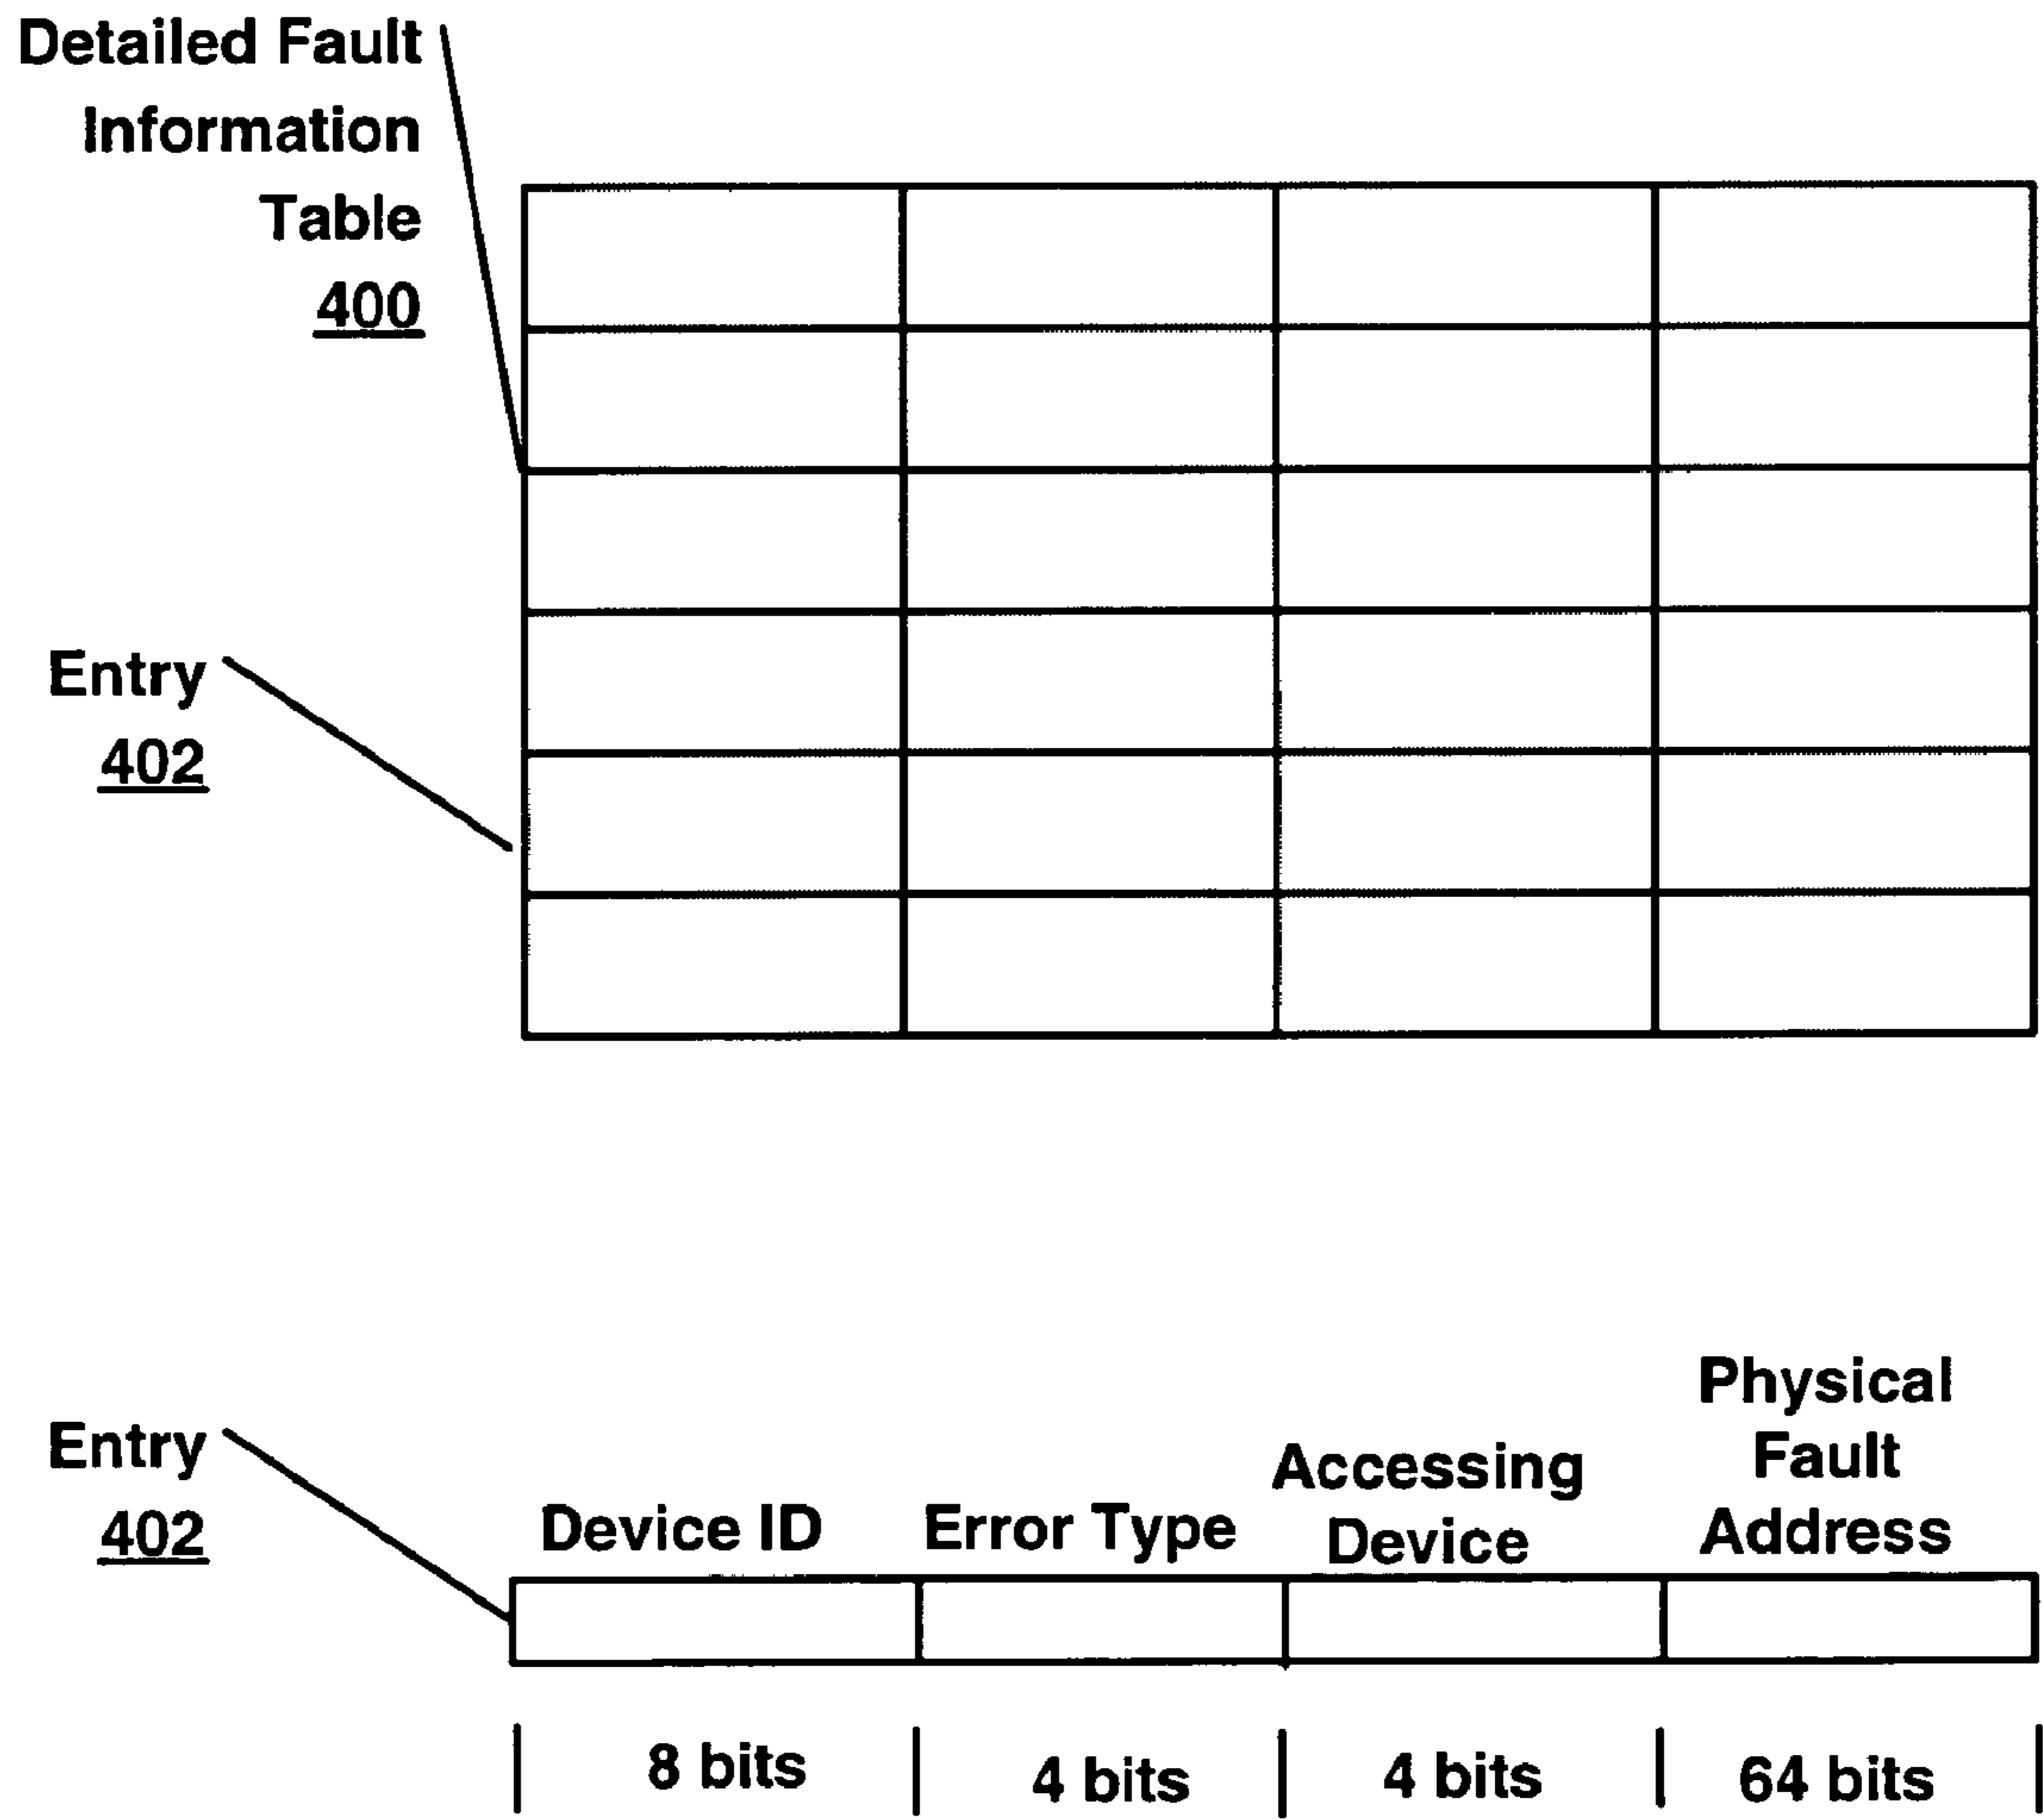 Detailed Fault
Information
Table
400
Entry
402
Entry
402
Device ID
Error Type
Accessing
Device
Physical
Fault
Address
8 bits
4 bits
4 bits
64 bits